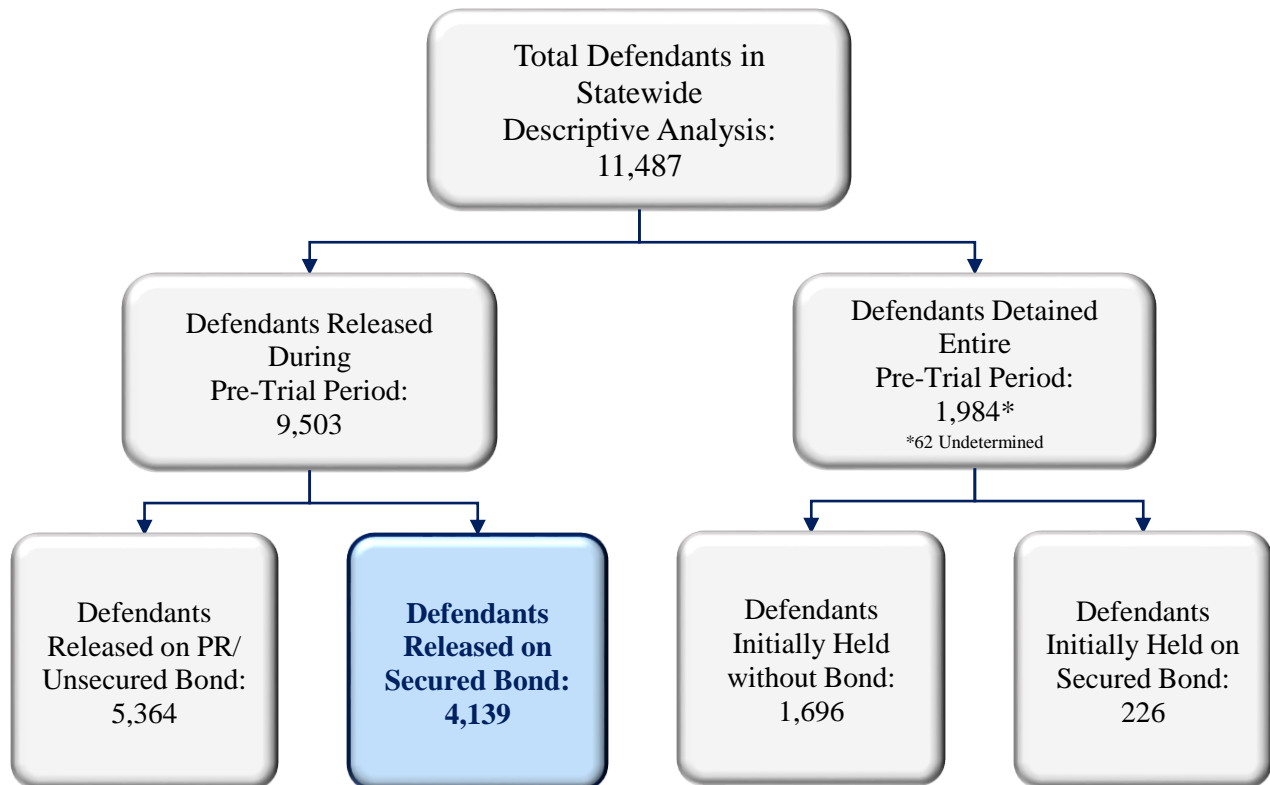 Total Defendants in
Statewide
Descriptive Analysis:
11,487
Defendants Released
During
Pre-Trial Period:
9,503
Defendants Detained
Entire
Pre-Trial Period:
1,984*
*62 Undetermined
Defendants
Released on PR/
Unsecured Bond:
5,364
Defendants
Released on
Secured Bond:
4,139
Defendants
Initially Held
without Bond:
1,696
Defendants
Initially Held on
Secured Bond:
226